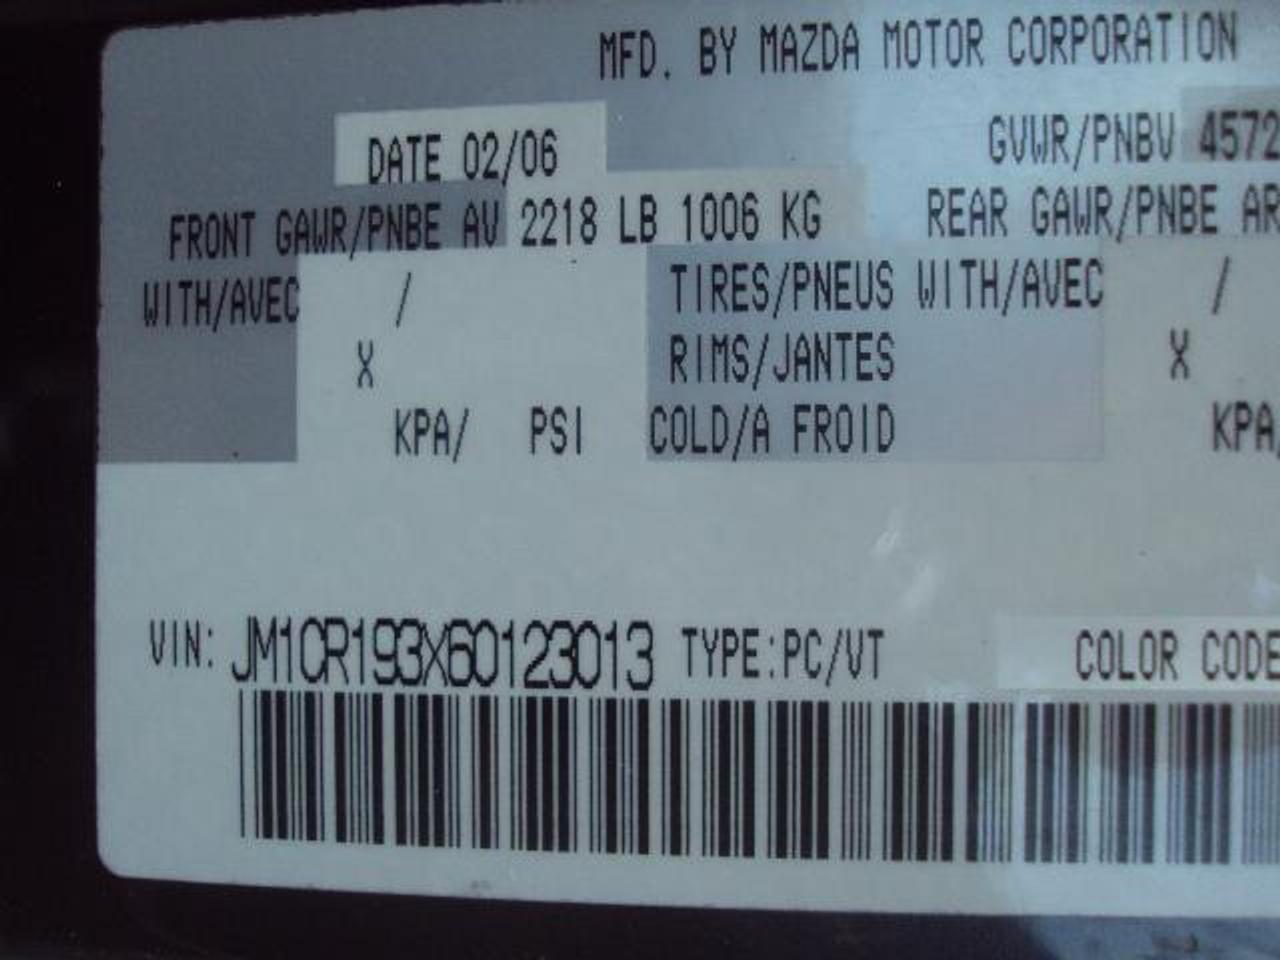 MFD. BY MAZDA MOTOR CORPORATION
DATE 02/06 GVWR/PNBV 4572
FRONT GAWR/PNBE AV 2218 LB 1006 KG REAR GAWR/PNBE AR
WITH/AVEC / TIRES/PNEUS WITH/AVEC /
X RIMS/JANTES X
KPA/ PSI COLD/A FROID KPA/
VIN: JM1CR193X60123013 TYPE:PC/VT COLOR CODE